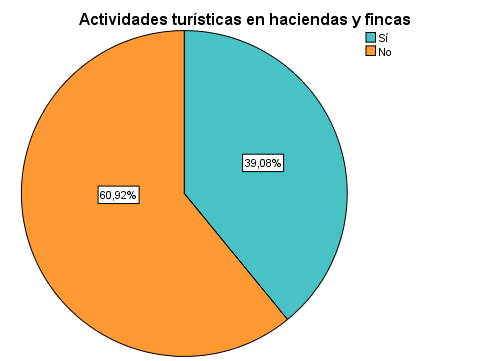 Actividades turísticas en haciendas y fincas
Sí
No
39,08%
60,92%